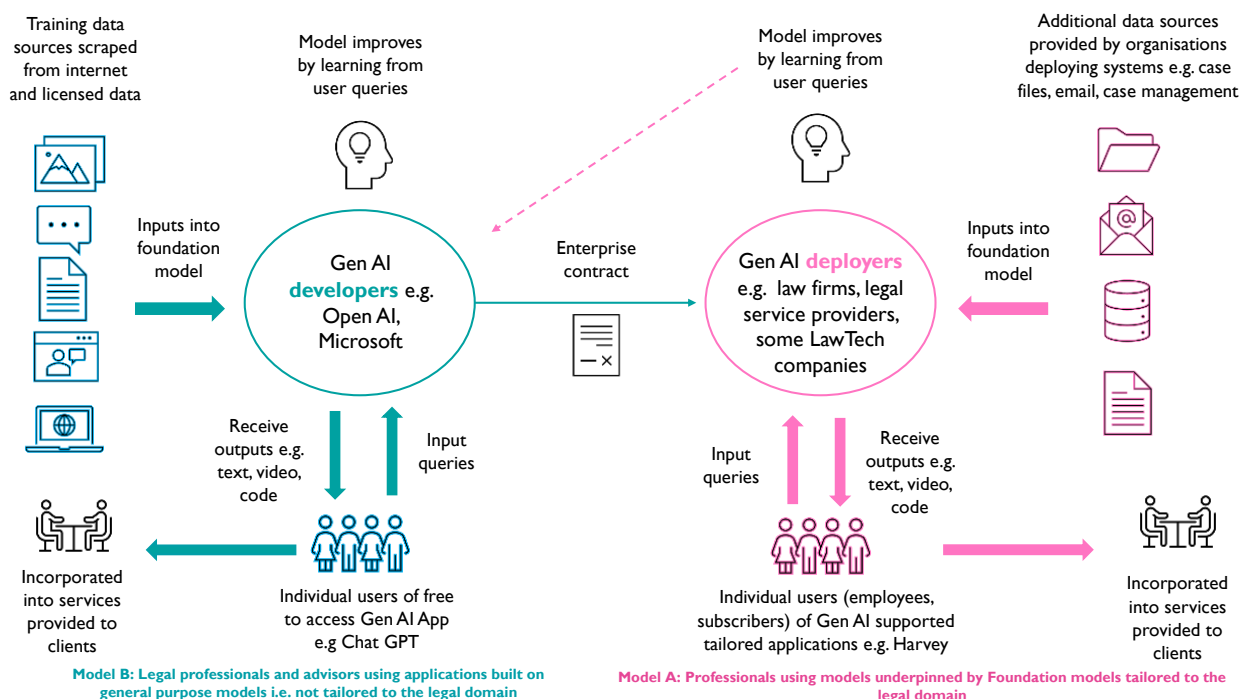 Training data
sources scraped
from internet
and licensed data
Model improves
by learning from
user queries
Model improves
by learning from
user queries
Additional data sources
provided by organisations
deploying systems e.g. case
files, email, case management
Inputs into
foundation
model
Gen AI
developers e.g.
Open AI,
Microsoft
Enterprise
contract
Gen AI deployers
e.g. law firms, legal
service providers,
some LawTech
companies
Inputs into
foundation
model
@
Receive
outputs e.g.
text, video,
code
Input
queries
Input
queries
Receive
outputs e.g.
text, video,
code
Incorporated
into services
provided to
clients
Individual users of free
to access Gen AI App
e.g Chat GPT
Individual users (employees,
subscribers) of Gen AI supported
tailored applications e.g. Harvey
Incorporated
into services
provided to
clients
Model B: Legal professionals and advisors using applications built on
general purpose models i.e. not tailored to the legal domain
Model A: Professionals using models underpinned by Foundation models tailored to the
legal domain